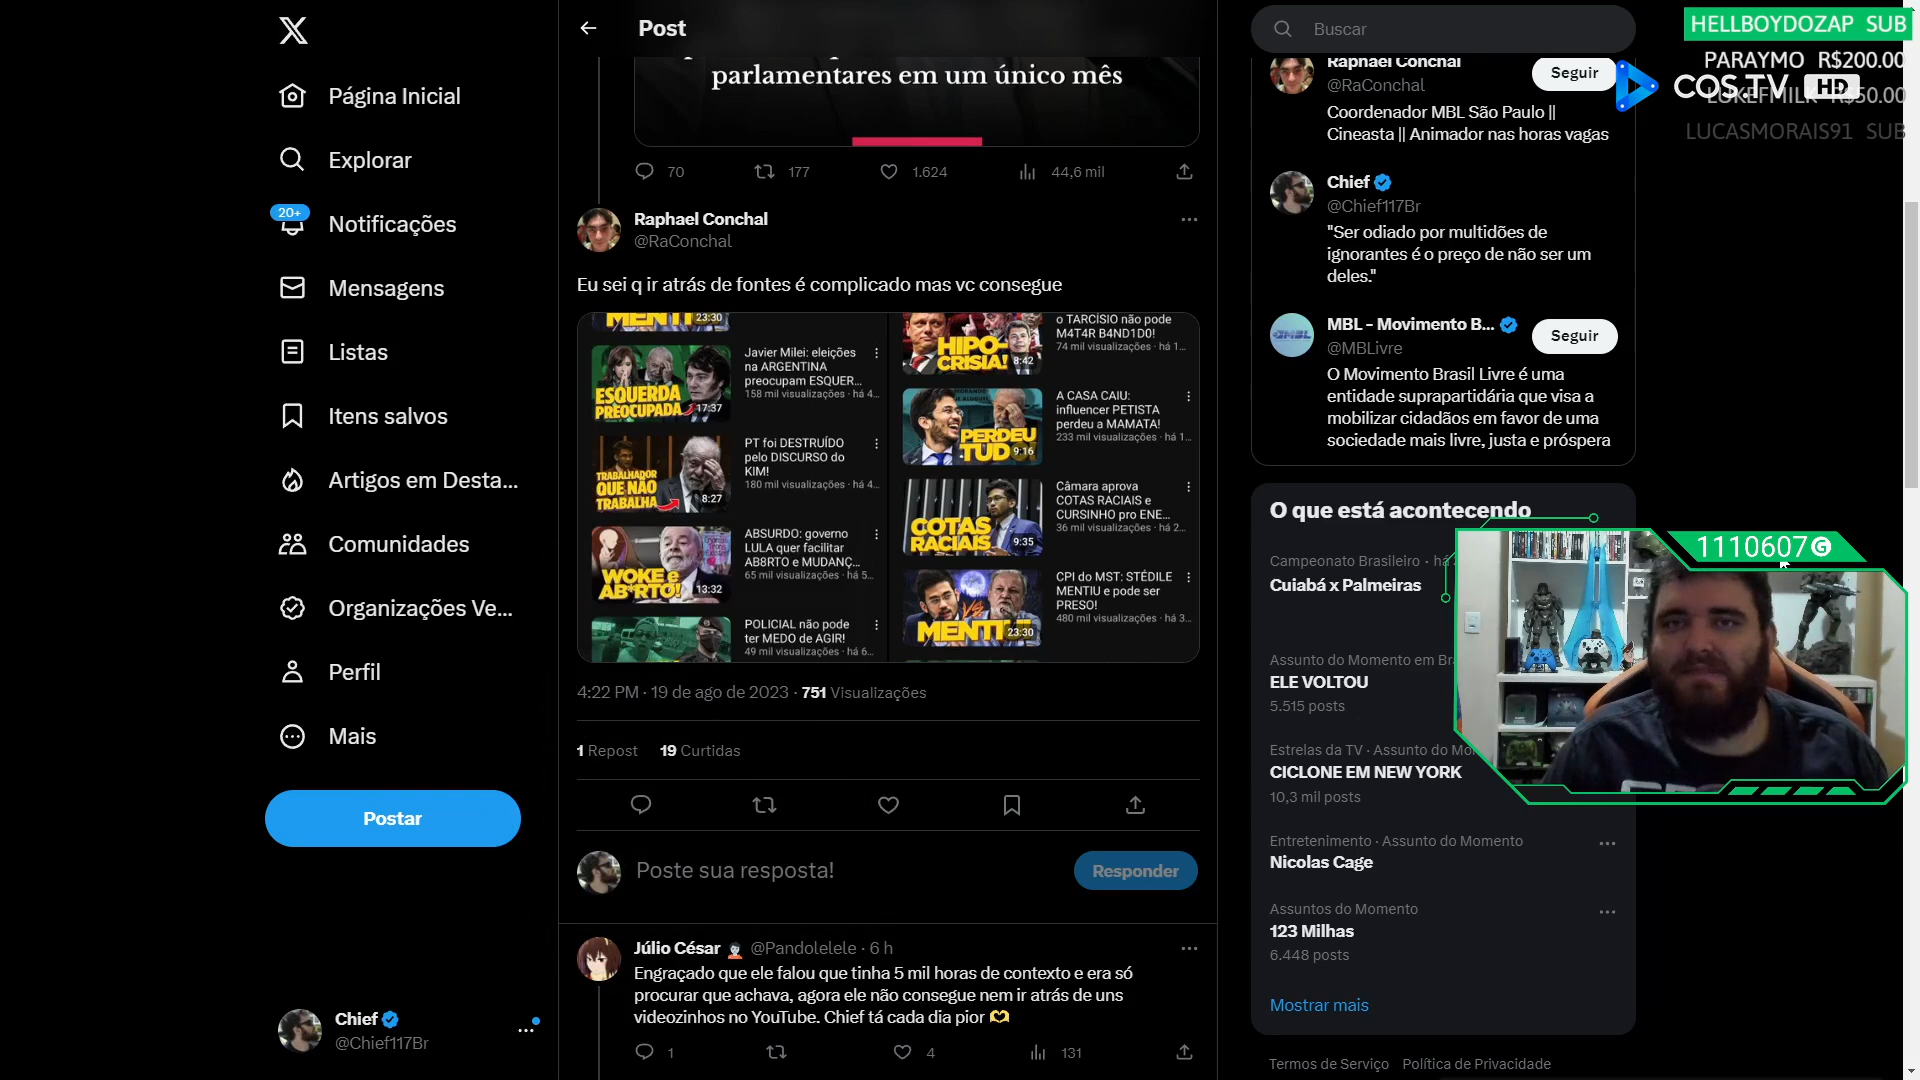 Post
parlamentares em um único mês
70
177
1.624
44,6 mil
Raphael Conchal
@RaConchal
Eu sei q ir atrás de fontes é complicado mas vc consegue
23:30
Javier Milei: eleições
na ARGENTINA
preocupam ESQUER...
158 mil visualizações · há 4...
ESQUERDA
PREOCUPADA
17:37
PT foi DESTRUÍDO
pelo DISCURSO do
KIM!
180 mil visualizações · há 4...
TRABALHADOR
QUE NÃO
TRABALHA
8:27
ABSURDO: governo
LULA quer facilitar
AB8RTO e MUDANÇ...
65 mil visualizações · há 5...
WOKE e
AB*RTO!
13:32
POLICIAL não pode
ter MEDO de AGIR!
49 mil visualizações · há 6...
o TARCÍSIO não pode
M4T4R B4ND1D0!
74 mil visualizações · há 1...
HIPO-
CRISIA!
8:42
A CASA CAIU:
influencer PETISTA
perdeu a MAMATA!
233 mil visualizações · há 1...
PERDEU
TUD
9:16
Câmara aprova
COTAS RACIAIS e
CURSINHO pro ENE...
36 mil visualizações · há 2...
COTAS
RACIAIS
9:35
CPI do MST: STÉDILE
MENTIU e pode ser
PRESO!
480 mil visualizações · há 3...
VS
23:30
4:22 PM · 19 de ago de 2023 · 751 Visualizações
1 Repost 19 Curtidas
Poste sua resposta!
Responder
Júlio César @Pandolelele · 6 h
Engraçado que ele falou que tinha 5 mil horas de contexto e era só
procurar que achava, agora ele não consegue nem ir atrás de uns
videozinhos no YouTube. Chief tá cada dia pior
1
4
131
X
Página Inicial
Explorar
20+
Notificações
Mensagens
Listas
Itens salvos
Artigos em Desta...
Comunidades
Organizações Ve...
Perfil
Mais
Postar
Chief
@Chief117Br
Buscar
Raphael Conchal
@RaConchal
Seguir
Coordenador MBL São Paulo ||
Cineasta || Animador nas horas vagas
Chief
@Chief117Br
"Ser odiado por multidões de
ignorantes é o preço de não ser um
deles."
MBL - Movimento B...
@MBLivre
Seguir
O Movimento Brasil Livre é uma
entidade suprapartidária que visa a
mobilizar cidadãos em favor de uma
sociedade mais livre, justa e próspera
O que está acontecendo
Campeonato Brasileiro · há
Cuiabá x Palmeiras
Assunto do Momento em Bra
ELE VOLTOU
5.515 posts
Estrelas da TV · Assunto do Mo
CICLONE EM NEW YORK
10,3 mil posts
Entretenimento · Assunto do Momento
Nicolas Cage
Assuntos do Momento
123 Milhas
6.448 posts
Mostrar mais
Termos de Serviço Política de Privacidade
HELLBOYDOZAP SUB
PARAYMO R$200.00
COS.TV HD
LUKEFMILK R$50.00
LUCASMORAIS91 SUB
1110607 G